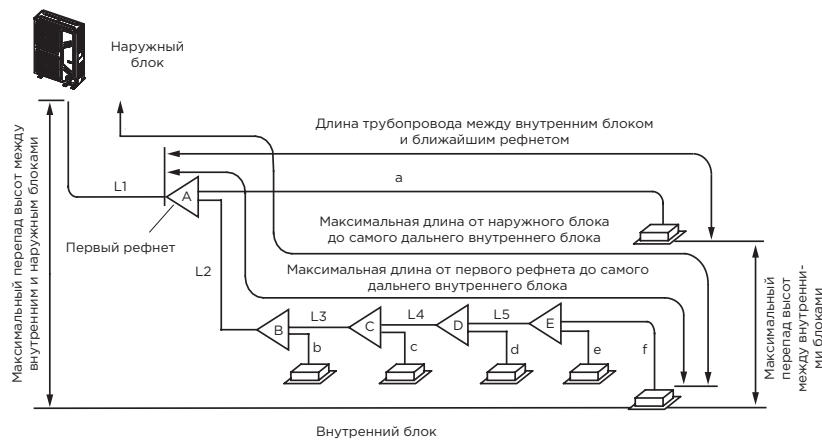 Наружный
блок
Длина трубопровода между внутренним блоком
и ближайшим рефнетом
a
L1
A
Первый рефнет
Максимальная длина от наружного блока
до самого дальнего внутреннего блока
L2
Максимальная длина от первого рефнета до самого
дальнего внутреннего блока
L3
L4
L5
B
C
D
E
b
c
d
e
f
Максимальный перепад высот между
внутренним и наружным блоками
Максимальный
перепад высот
между внутренни-
ми блоками
Внутренний блок